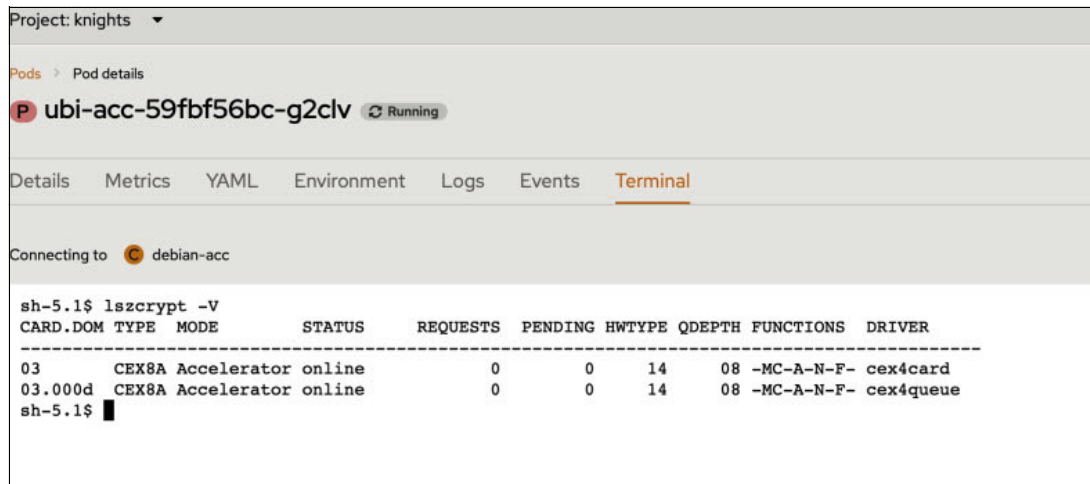 Project: knights
Pods > Pod details
P ubi-acc-59fbf56bc-g2clv Running
Details Metrics YAML Environment Logs Events Terminal
Connecting to C debian-acc
sh-5.1$ lszcrypt -V
CARD.DOM TYPE MODE STATUS REQUESTS PENDING HWTYPE QDEPTH FUNCTIONS DRIVER
--------------------------------------------------------------------------------------------
03 CEX8A Accelerator online 0 0 14 08 -MC-A-N-F- cex4card
03.000d CEX8A Accelerator online 0 0 14 08 -MC-A-N-F- cex4queue
sh-5.1$